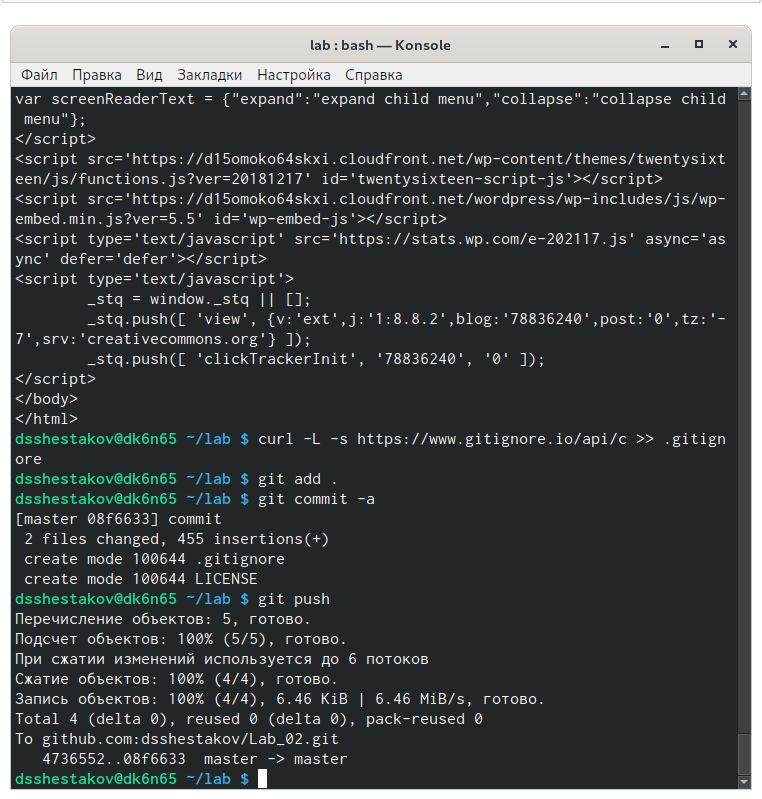 lab : bash — Konsole
Файл Правка Вид Закладки Настройка Справка
var screenReaderText = {"expand":"expand child menu","collapse":"collapse child
 menu"};
</script>
<script src='https://d15omoko64skxi.cloudfront.net/wp-content/themes/twentysixt
een/js/functions.js?ver=20181217' id='twentysixteen-script-js'></script>
<script src='https://d15omoko64skxi.cloudfront.net/wordpress/wp-includes/js/wp-
embed.min.js?ver=5.5' id='wp-embed-js'></script>
<script type='text/javascript' src='https://stats.wp.com/e-202117.js' async='as
ync' defer='defer'></script>
<script type='text/javascript'>
        _stq = window._stq || [];
        _stq.push([ 'view', {v:'ext',j:'1:8.8.2',blog:'78836240',post:'0',tz:'-
7',srv:'creativecommons.org'} ]);
        _stq.push([ 'clickTrackerInit', '78836240', '0' ]);
</script>
</body>
</html>
dsshestakov@dk6n65 ~/lab $ curl -L -s https://www.gitignore.io/api/c >> .gitign
ore
dsshestakov@dk6n65 ~/lab $ git add .
dsshestakov@dk6n65 ~/lab $ git commit -a
[master 08f6633] commit
 2 files changed, 455 insertions(+)
 create mode 100644 .gitignore
 create mode 100644 LICENSE
dsshestakov@dk6n65 ~/lab $ git push
Перечисление объектов: 5, готово.
Подсчет объектов: 100% (5/5), готово.
При сжатии изменений используется до 6 потоков
Сжатие объектов: 100% (4/4), готово.
Запись объектов: 100% (4/4), 6.46 KiB | 6.46 MiB/s, готово.
Total 4 (delta 0), reused 0 (delta 0), pack-reused 0
To github.com:dsshestakov/Lab_02.git
   4736552..08f6633  master -> master
dsshestakov@dk6n65 ~/lab $